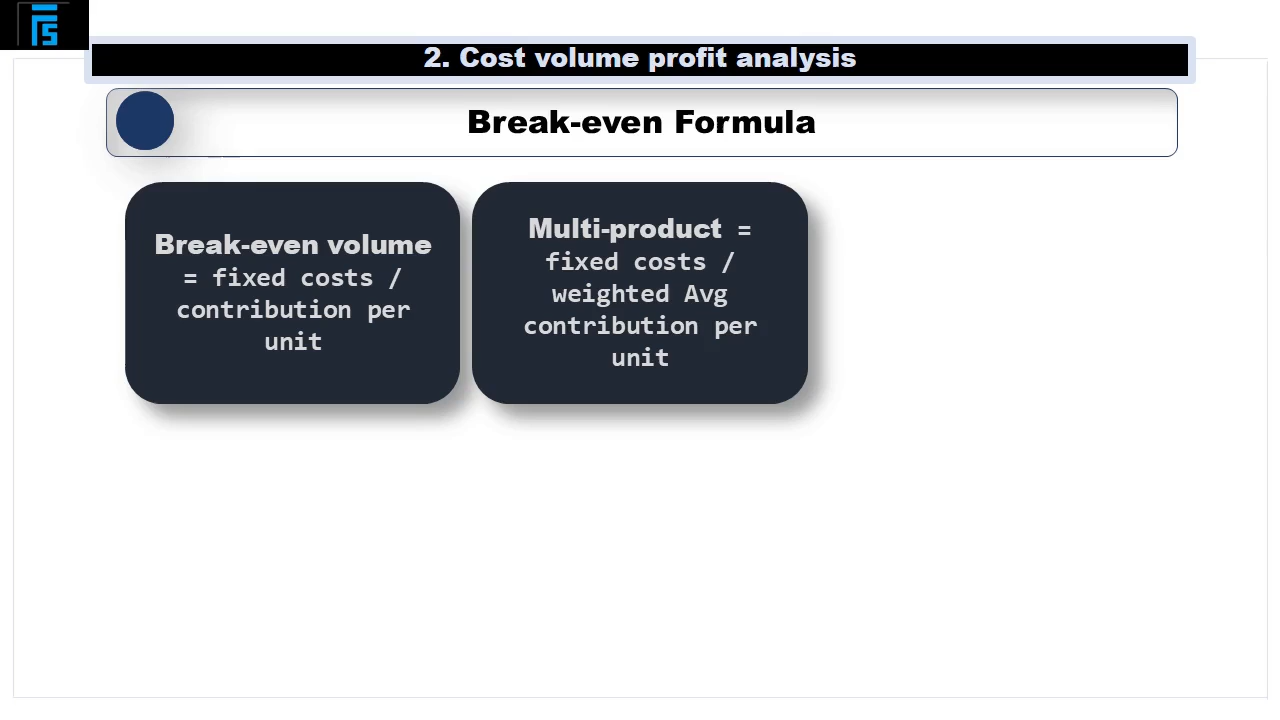 2. Cost volume profit analysis
Break-even Formula
Break-even volume
= fixed costs /
contribution per
unit
Multi-product =
fixed costs /
weighted Avg
contribution per
unit